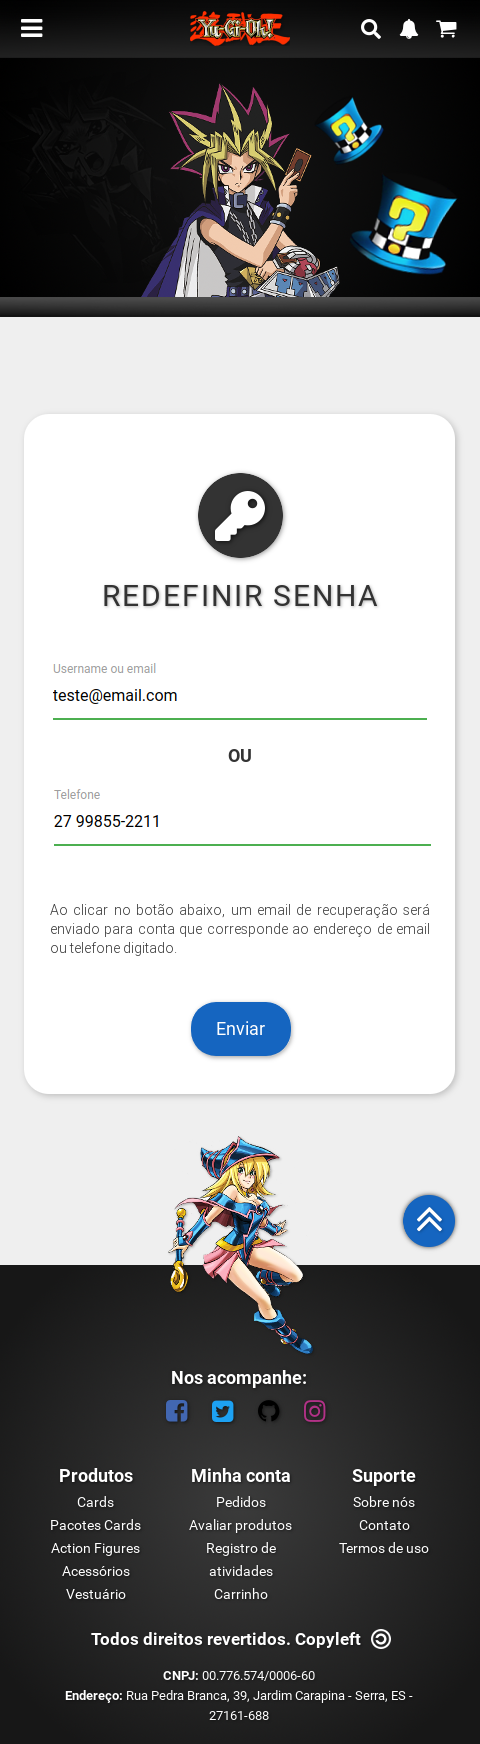 Yu-Gi-Oh!
REDEFINIR SENHA
Username ou email
teste@email.com
OU
Telefone
27 99855-2211
Ao clicar no botão abaixo, um email de recuperação será
enviado para conta que corresponde ao endereço de email
ou telefone digitado.
Enviar
Nos acompanhe:
Produtos
Cards
Pacotes Cards
Action Figures
Acessórios
Vestuário
Minha conta
Pedidos
Avaliar produtos
Registro de
atividades
Carrinho
Suporte
Sobre nós
Contato
Termos de uso
Todos direitos revertidos. Copyleft
CNPJ: 00.776.574/0006-60
Endereço: Rua Pedra Branca, 39, Jardim Carapina - Serra, ES -
27161-688